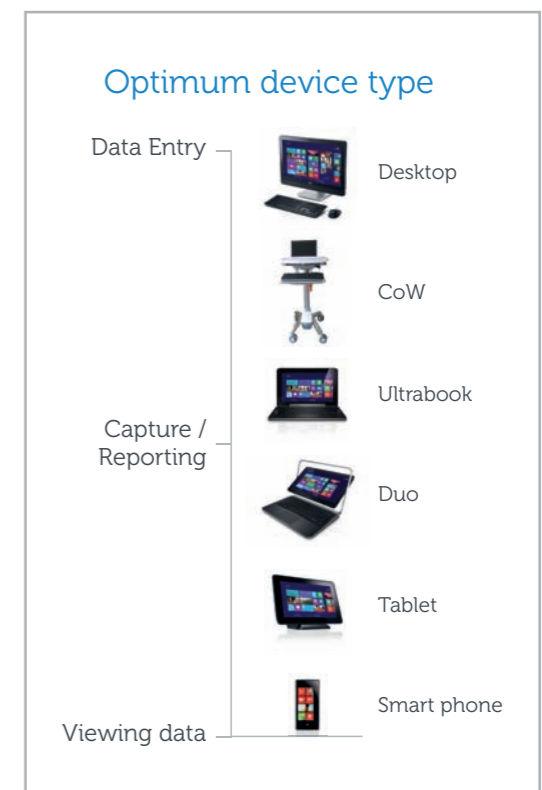 Optimum device type
Data Entry
Desktop
CoW
Ultrabook
Capture /
Reporting
Duo
Tablet
Smart phone
Viewing data